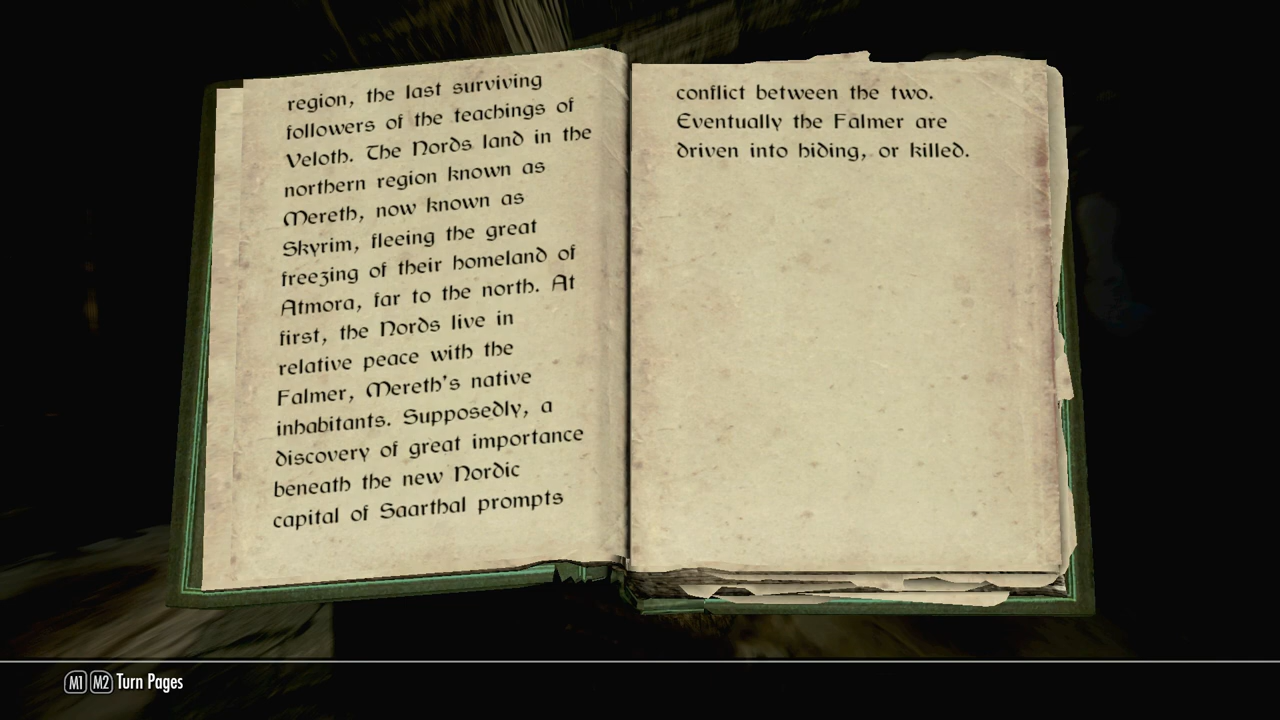 region, the last surviving
followers of the teachings of
Veloth. The Nords land in the
northern region known as
Mereth, now known as
Skyrim, fleeing the great
freezing of their homeland of
Atmora, far to the north. At
first, the Nords live in
relative peace with the
Falmer, Mereth's native
inhabitants. Supposedly, a
discovery of great importance
beneath the new Nordic
capital of Saarthal prompts
conflict between the two.
Eventually the Falmer are
driven into hiding, or killed.
M1 M2 Turn Pages